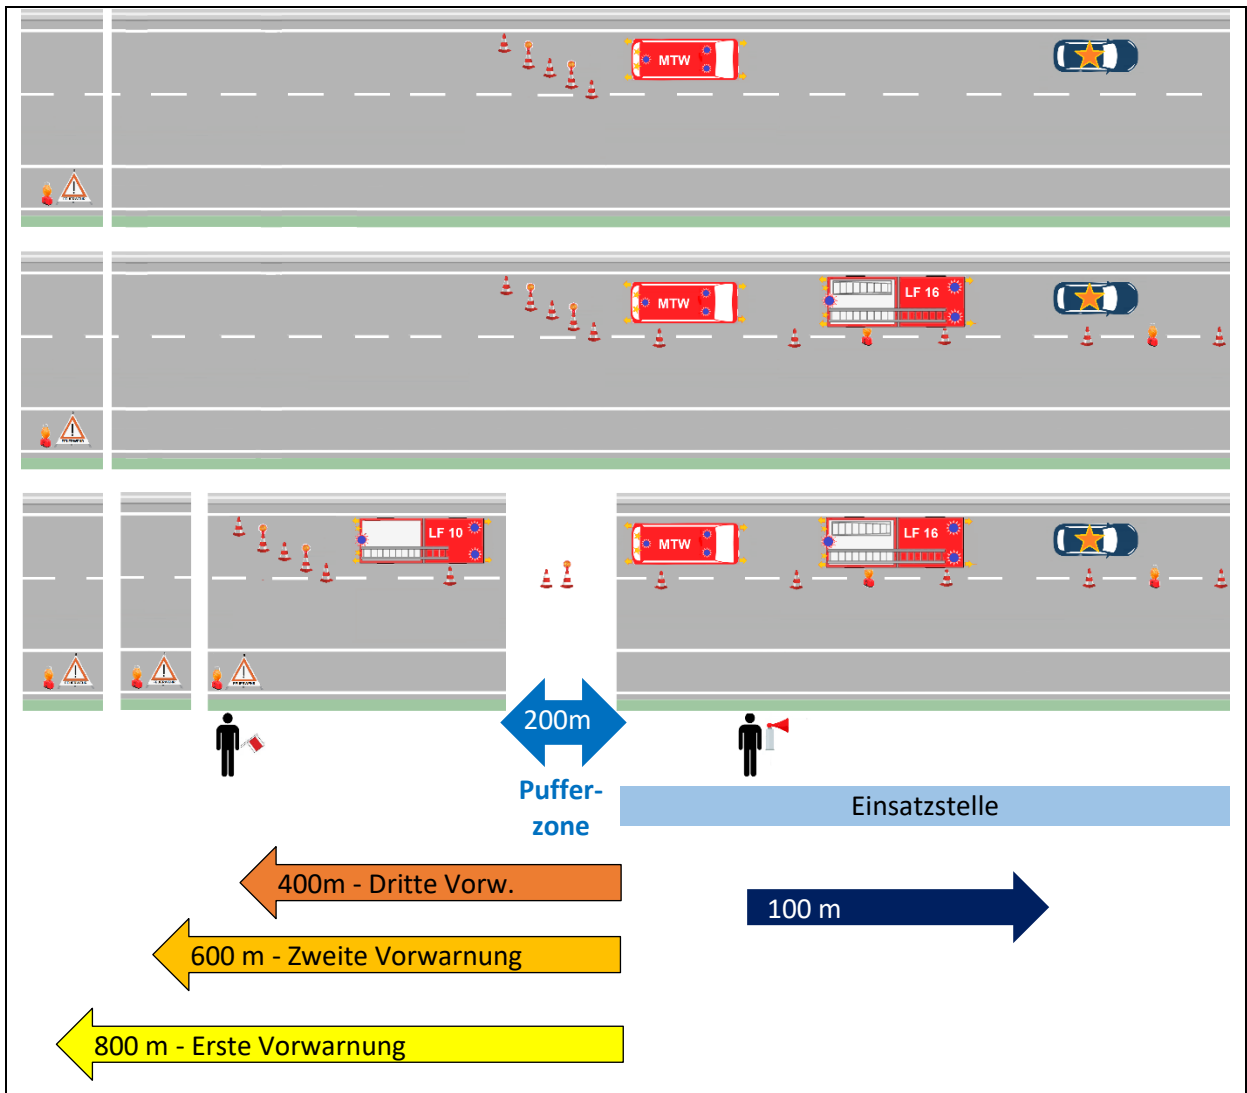 MTW
MTW
LF 16
LF 10
MTW
LF 16
200m
Puffer-
zone
Einsatzstelle
400m - Dritte Vorw.
100 m
600 m - Zweite Vorwarnung
800 m - Erste Vorwarnung